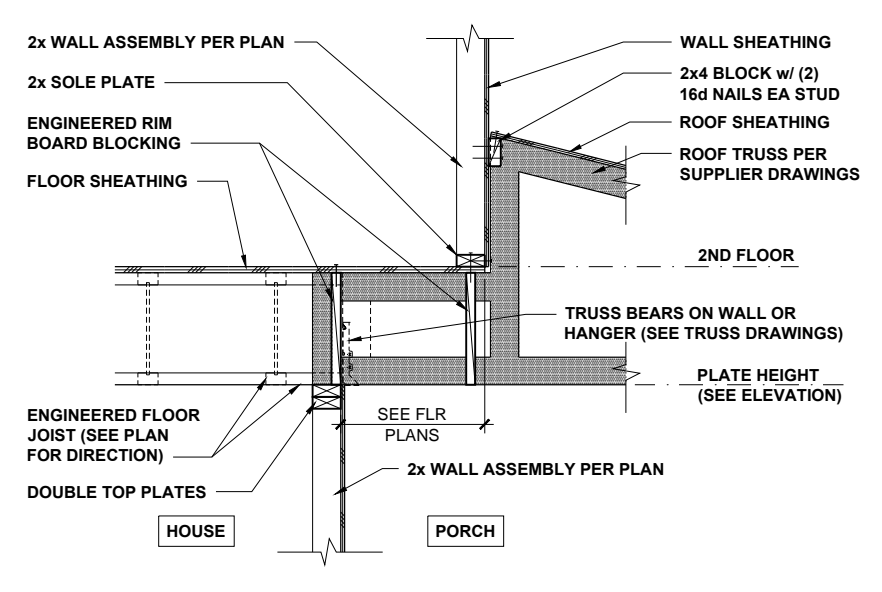 2x WALL ASSEMBLY PER PLAN
2x SOLE PLATE
ENGINEERED RIM
BOARD BLOCKING
FLOOR SHEATHING
WALL SHEATHING
2x4 BLOCK w/ (2)
16d NAILS EA STUD
ROOF SHEATHING
ROOF TRUSS PER
SUPPLIER DRAWINGS
2ND FLOOR
TRUSS BEARS ON WALL OR
HANGER (SEE TRUSS DRAWINGS)
PLATE HEIGHT
(SEE ELEVATION)
ENGINEERED FLOOR
JOIST (SEE PLAN
FOR DIRECTION)
DOUBLE TOP PLATES
SEE FLR
PLANS
2x WALL ASSEMBLY PER PLAN
HOUSE
PORCH